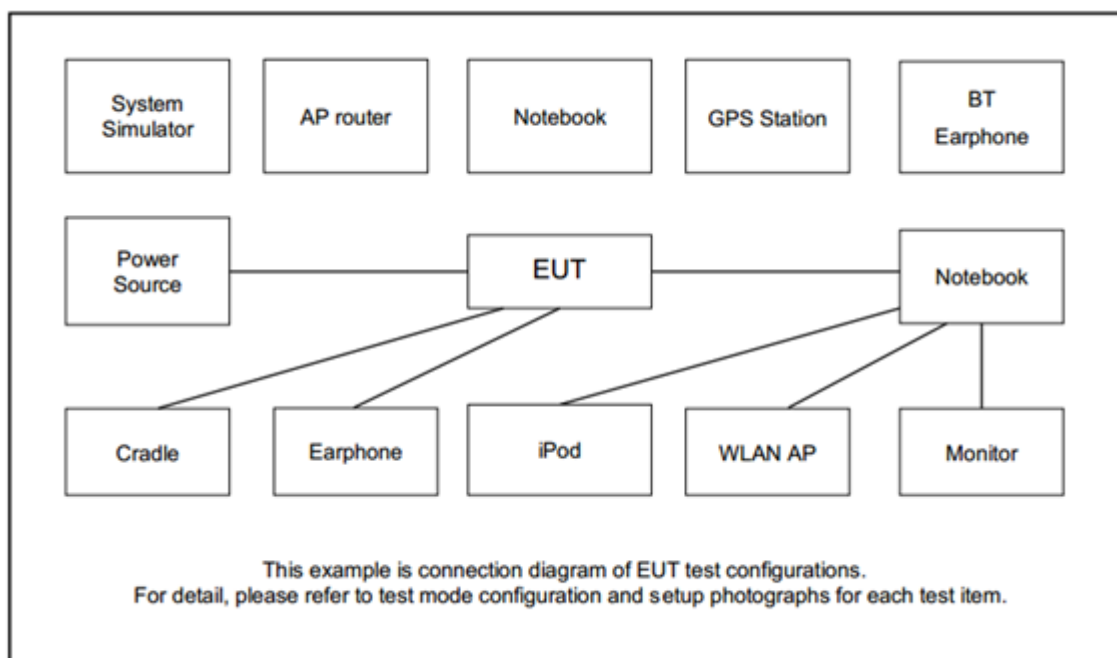 System
Simulator
AP router
Notebook
GPS Station
BT
Earphone
Power
Source
EUT
Notebook
Cradle
Earphone
iPod
WLAN AP
Monitor
This example is connection diagram of EUT test configurations.
For detail, please refer to test mode configuration and setup photographs for each test item.